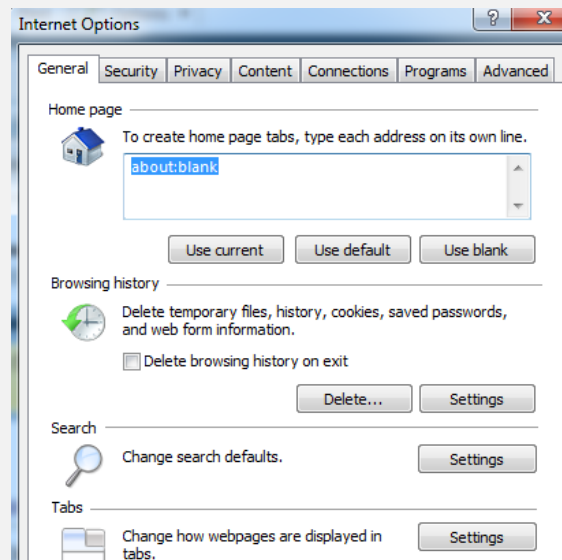 Internet Options
?
X
General Security Privacy Content Connections Programs Advanced
Home page
To create home page tabs, type each address on its own line.
about:blank
Use current Use default Use blank
Browsing history
Delete temporary files, history, cookies, saved passwords,
and web form information.
Delete browsing history on exit
Delete... Settings
Search
Change search defaults. Settings
Tabs
Change how webpages are displayed in Settings
tabs.